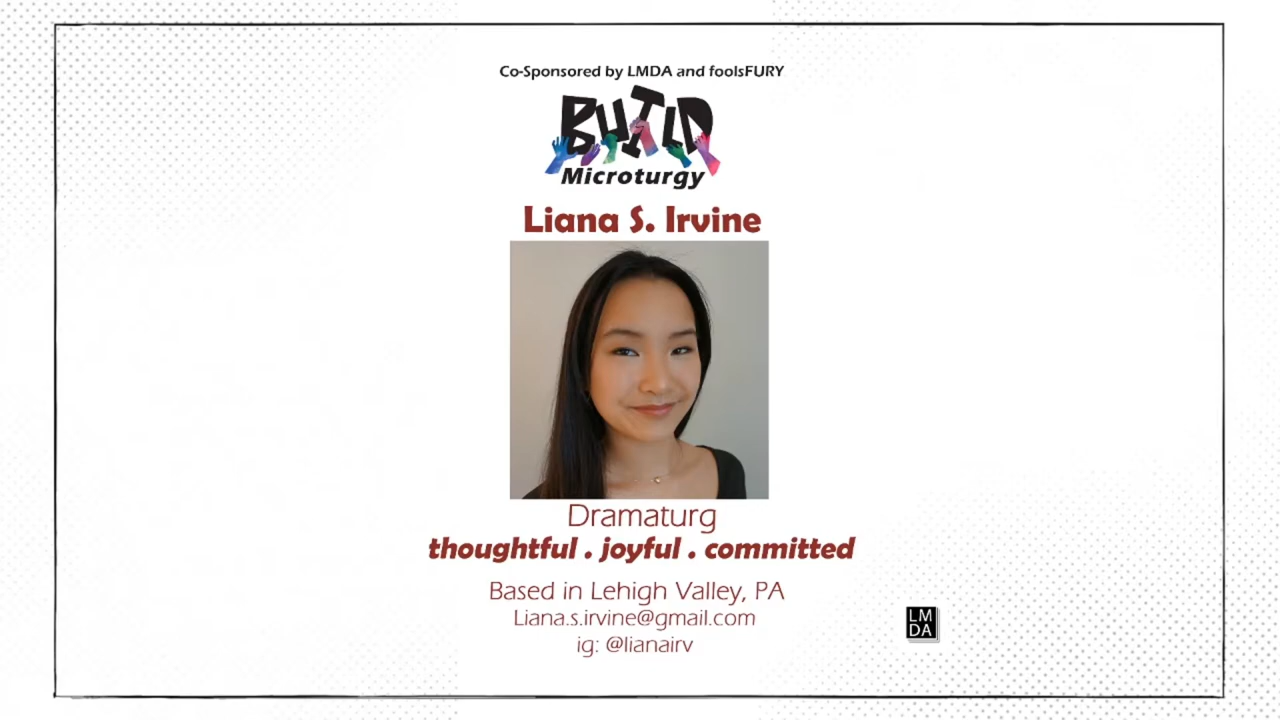 Co-Sponsored by LMDA and foolsFURY
BUILD
Microturgy
Liana S. Irvine
Dramaturg
thoughtful . joyful . committed
Based in Lehigh Valley, PA
Liana.s.irvine@gmail.com
ig: @lianairv
LM
DA